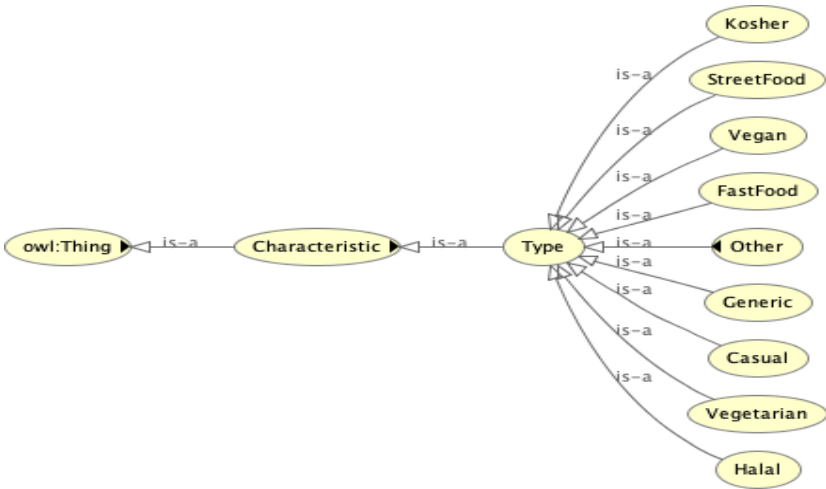 Kosher
is-a
StreetFood
is-a
Vegan
is-a
FastFood
is-a
owl:Thing is-a Characteristic is-a Type is-a Other
is-a
Generic
is-a
Casual
is-a
Vegetarian
is-a
Halal